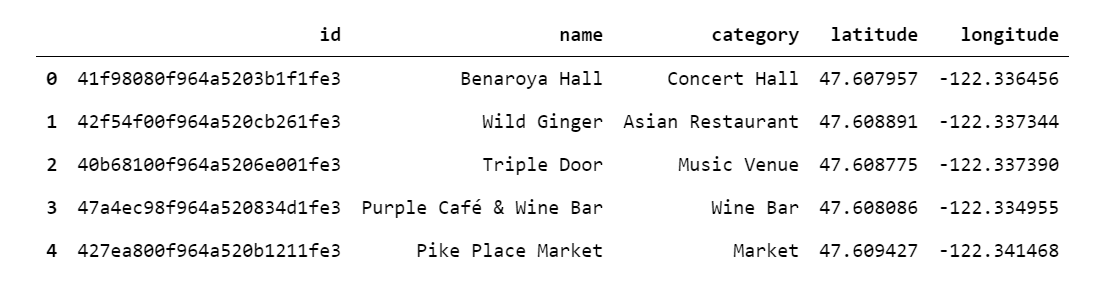 id name category latitude longitude
0 41f98080f964a5203b1f1fe3 Benaroya Hall Concert Hall 47.607957 -122.336456
1 42f54f00f964a520cb261fe3 Wild Ginger Asian Restaurant 47.608891 -122.337344
2 40b68100f964a5206e001fe3 Triple Door Music Venue 47.608775 -122.337390
3 47a4ec98f964a520834d1fe3 Purple Café & Wine Bar Wine Bar 47.608086 -122.334955
4 427ea800f964a520b1211fe3 Pike Place Market Market 47.609427 -122.341468